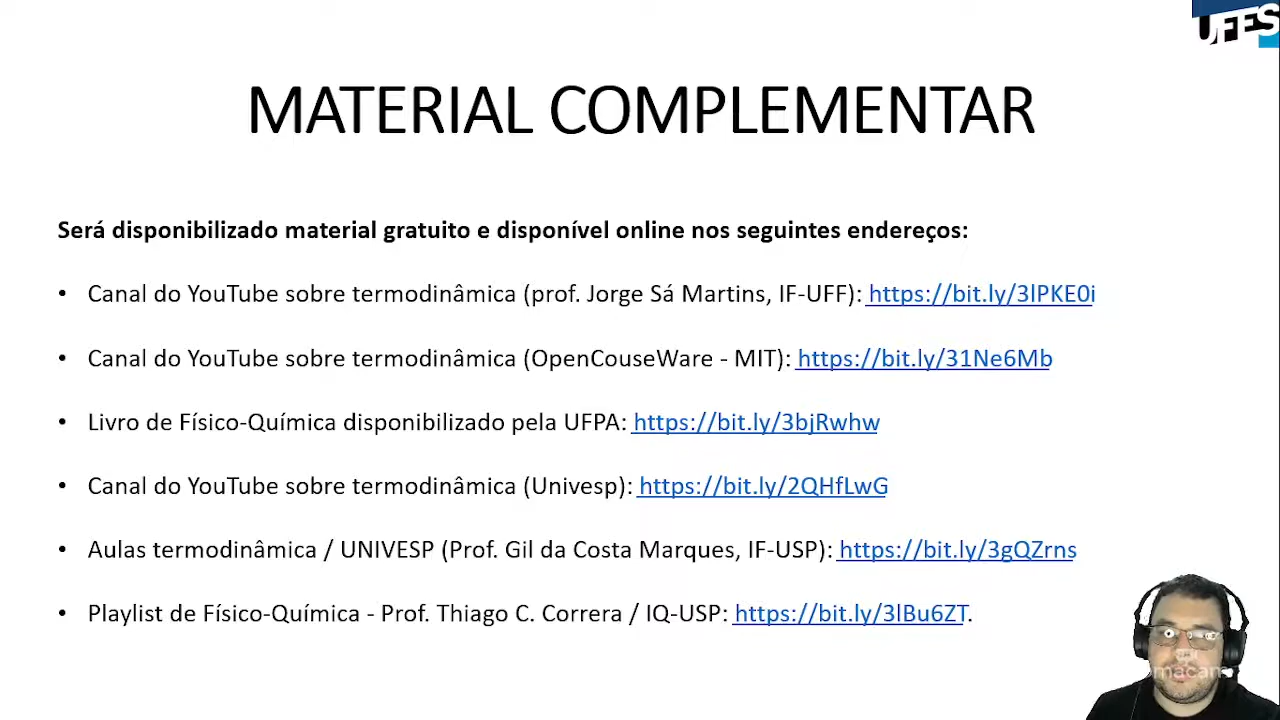 UFES
MATERIAL COMPLEMENTAR
Será disponibilizado material gratuito e disponível online nos seguintes endereços:
• Canal do YouTube sobre termodinâmica (prof. Jorge Sá Martins, IF-UFF): https://bit.ly/3lPKE0i
• Canal do YouTube sobre termodinâmica (OpenCouseWare - MIT): https://bit.ly/31Ne6Mb
• Livro de Físico-Química disponibilizado pela UFPA: https://bit.ly/3bjRwhw
• Canal do YouTube sobre termodinâmica (Univesp): https://bit.ly/2QHfLwG
• Aulas termodinâmica / UNIVESP (Prof. Gil da Costa Marques, IF-USP): https://bit.ly/3gQZrns
• Playlist de Físico-Química - Prof. Thiago C. Correra / IQ-USP: https://bit.ly/3lBu6ZT.